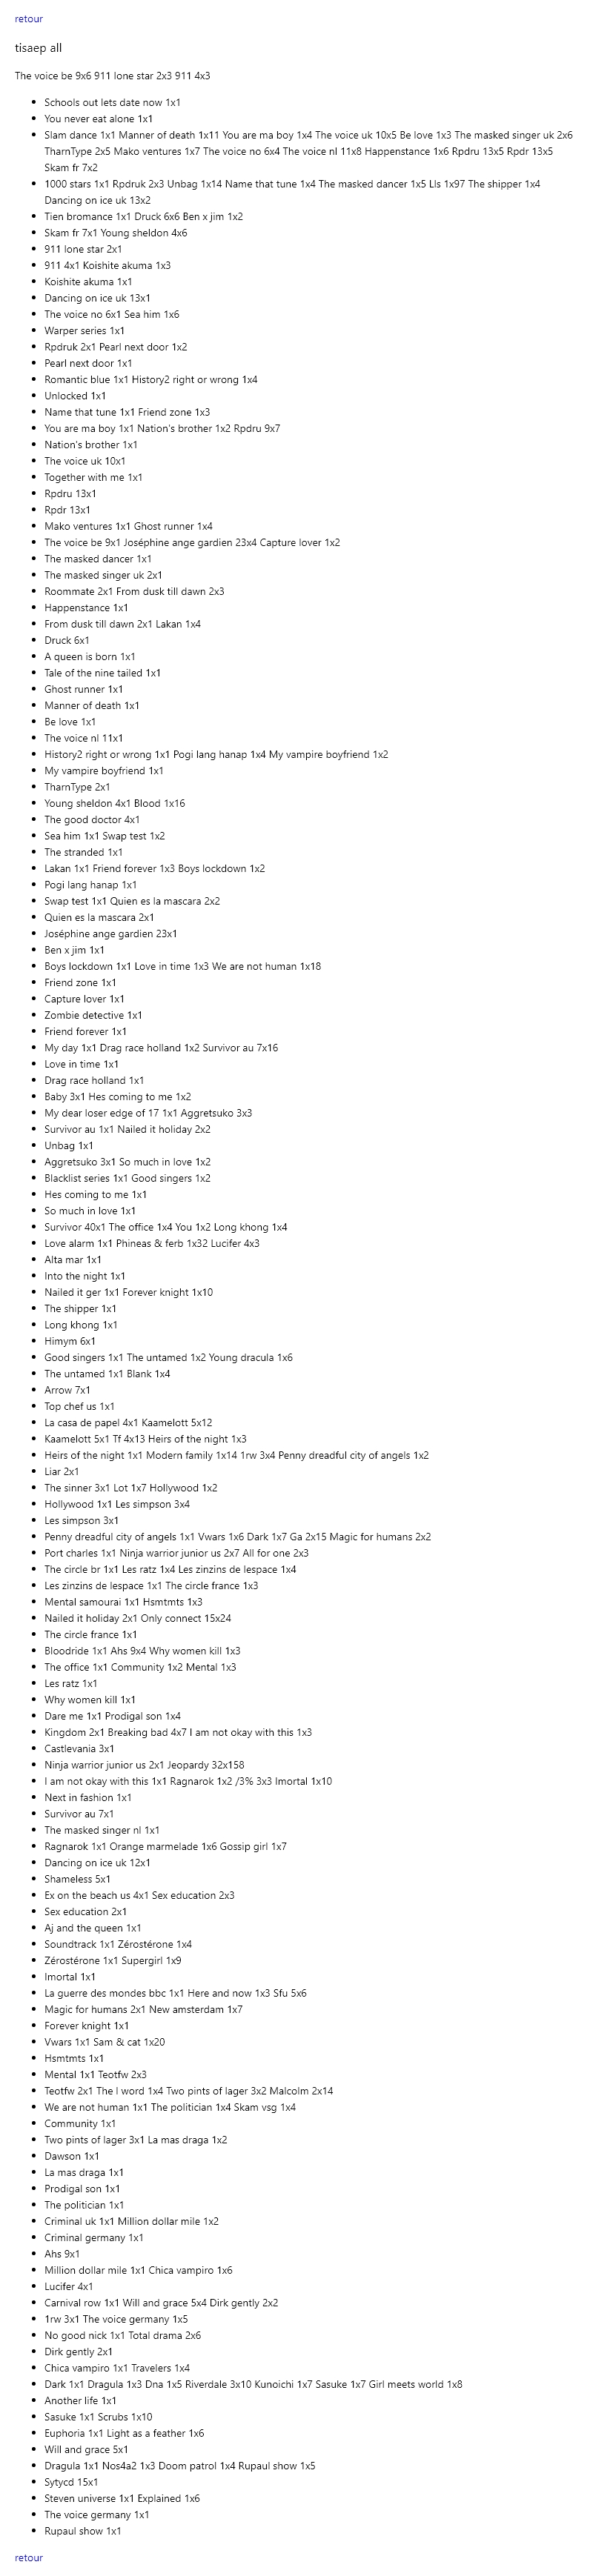 retour
tisaep all
The voice be 9x6 911 lone star 2x3 911 4x3
Schools out lets date now 1x1
You never eat alone 1x1
Slam dance 1x1 Manner of death 1x11 You are ma boy 1x4 The voice uk 10x5 Be love 1x3 The masked singer uk 2x6
TharnType 2x5 Mako ventures 1x7 The voice no 6x4 The voice nl 11x8 Happenstance 1x6 Rpdru 13x5 Rpdr 13x5
Skam fr 7x2
1000 stars 1x1 Rpdruk 2x3 Unbag 1x14 Name that tune 1x4 The masked dancer 1x5 Lls 1x97 The shipper 1x4
Dancing on ice uk 13x2
Tien bromance 1x1 Druck 6x6 Ben x jim 1x2
Skam fr 7x1 Young sheldon 4x6
911 lone star 2x1
911 4x1 Koishite akuma 1x3
Koishite akuma 1x1
Dancing on ice uk 13x1
The voice no 6x1 Sea him 1x6
Warper series 1x1
Rpdruk 2x1 Pearl next door 1x2
Pearl next door 1x1
Romantic blue 1x1 History2 right or wrong 1x4
Unlocked 1x1
Name that tune 1x1 Friend zone 1x3
You are ma boy 1x1 Nation's brother 1x2 Rpdru 9x7
Nation's brother 1x1
The voice uk 10x1
Together with me 1x1
Rpdru 13x1
Rpdr 13x1
Mako ventures 1x1 Ghost runner 1x4
The voice be 9x1 Joséphine ange gardien 23x4 Capture lover 1x2
The masked dancer 1x1
The masked singer uk 2x1
Roommate 2x1 From dusk till dawn 2x3
Happenstance 1x1
From dusk till dawn 2x1 Lakan 1x4
Druck 6x1
A queen is born 1x1
Tale of the nine tailed 1x1
Ghost runner 1x1
Manner of death 1x1
Be love 1x1
The voice nl 11x1
History2 right or wrong 1x1 Pogi lang hanap 1x4 My vampire boyfriend 1x2
My vampire boyfriend 1x1
TharnType 2x1
Young sheldon 4x1 Blood 1x16
The good doctor 4x1
Sea him 1x1 Swap test 1x2
The stranded 1x1
Lakan 1x1 Friend forever 1x3 Boys lockdown 1x2
Pogi lang hanap 1x1
Swap test 1x1 Quien es la mascara 2x2
Quien es la mascara 2x1
Joséphine ange gardien 23x1
Ben x jim 1x1
Boys lockdown 1x1 Love in time 1x3 We are not human 1x18
Friend zone 1x1
Capture lover 1x1
Zombie detective 1x1
Friend forever 1x1
My day 1x1 Drag race holland 1x2 Survivor au 7x16
Love in time 1x1
Drag race holland 1x1
Baby 3x1 Hes coming to me 1x2
My dear loser edge of 17 1x1 Aggretsuko 3x3
Survivor au 1x1 Nailed it holiday 2x2
Unbag 1x1
Aggretsuko 3x1 So much in love 1x2
Blacklist series 1x1 Good singers 1x2
Hes coming to me 1x1
So much in love 1x1
Survivor 40x1 The office 1x4 You 1x2 Long khong 1x4
Love alarm 1x1 Phineas & ferb 1x32 Lucifer 4x3
Alta mar 1x1
Into the night 1x1
Nailed it ger 1x1 Forever knight 1x10
The shipper 1x1
Long khong 1x1
Himym 6x1
Good singers 1x1 The untamed 1x2 Young dracula 1x6
The untamed 1x1 Blank 1x4
Arrow 7x1
Top chef us 1x1
La casa de papel 4x1 Kaamelott 5x12
Kaamelott 5x1 Tf 4x13 Heirs of the night 1x3
Heirs of the night 1x1 Modern family 1x14 1rw 3x4 Penny dreadful city of angels 1x2
Liar 2x1
The sinner 3x1 Lot 1x7 Hollywood 1x2
Hollywood 1x1 Les simpson 3x4
Les simpson 3x1
Penny dreadful city of angels 1x1 Vwars 1x6 Dark 1x7 Ga 2x15 Magic for humans 2x2
Port charles 1x1 Ninja warrior junior us 2x7 All for one 2x3
The circle br 1x1 Les ratz 1x4 Les zinzins de lespace 1x4
Les zinzins de lespace 1x1 The circle france 1x3
Mental samourai 1x1 Hsmtmts 1x3
Nailed it holiday 2x1 Only connect 15x24
The circle france 1x1
Bloodride 1x1 Ahs 9x4 Why women kill 1x3
The office 1x1 Community 1x2 Mental 1x3
Les ratz 1x1
Why women kill 1x1
Dare me 1x1 Prodigal son 1x4
Kingdom 2x1 Breaking bad 4x7 I am not okay with this 1x3
Castlevania 3x1
Ninja warrior junior us 2x1 Jeopardy 32x158
I am not okay with this 1x1 Ragnarok 1x2 /3% 3x3 Imortal 1x10
Next in fashion 1x1
Survivor au 7x1
The masked singer nl 1x1
Ragnarok 1x1 Orange marmelade 1x6 Gossip girl 1x7
Dancing on ice uk 12x1
Shameless 5x1
Ex on the beach us 4x1 Sex education 2x3
Sex education 2x1
Aj and the queen 1x1
Soundtrack 1x1 Zérostérone 1x4
Zérostérone 1x1 Supergirl 1x9
Imortal 1x1
La guerre des mondes bbc 1x1 Here and now 1x3 Sfu 5x6
Magic for humans 2x1 New amsterdam 1x7
Forever knight 1x1
Vwars 1x1 Sam & cat 1x20
Hsmtmts 1x1
Mental 1x1 Teotfw 2x3
Teotfw 2x1 The l word 1x4 Two pints of lager 3x2 Malcolm 2x14
We are not human 1x1 The politician 1x4 Skam vsg 1x4
Community 1x1
Two pints of lager 3x1 La mas draga 1x2
Dawson 1x1
La mas draga 1x1
Prodigal son 1x1
The politician 1x1
Criminal uk 1x1 Million dollar mile 1x2
Criminal germany 1x1
Ahs 9x1
Million dollar mile 1x1 Chica vampiro 1x6
Lucifer 4x1
Carnival row 1x1 Will and grace 5x4 Dirk gently 2x2
1rw 3x1 The voice germany 1x5
No good nick 1x1 Total drama 2x6
Dirk gently 2x1
Chica vampiro 1x1 Travelers 1x4
Dark 1x1 Dragula 1x3 Dna 1x5 Riverdale 3x10 Kunoichi 1x7 Sasuke 1x7 Girl meets world 1x8
Another life 1x1
Sasuke 1x1 Scrubs 1x10
Euphoria 1x1 Light as a feather 1x6
Will and grace 5x1
Dragula 1x1 Nos4a2 1x3 Doom patrol 1x4 Rupaul show 1x5
Sytycd 15x1
Steven universe 1x1 Explained 1x6
The voice germany 1x1
Rupaul show 1x1
retour